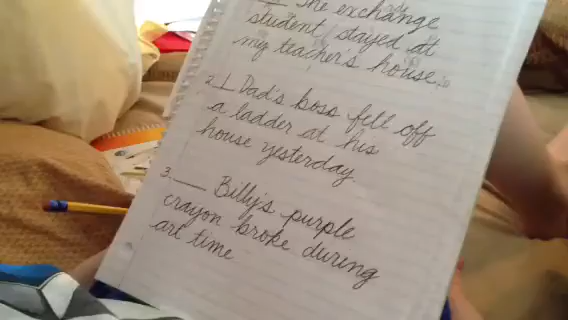 The exchange
student stayed at
my teacher's house.
2. 1 Dad's boss fell off
a ladder at his
house yesterday.
3. ___ Billy's purple
crayon broke during
art time